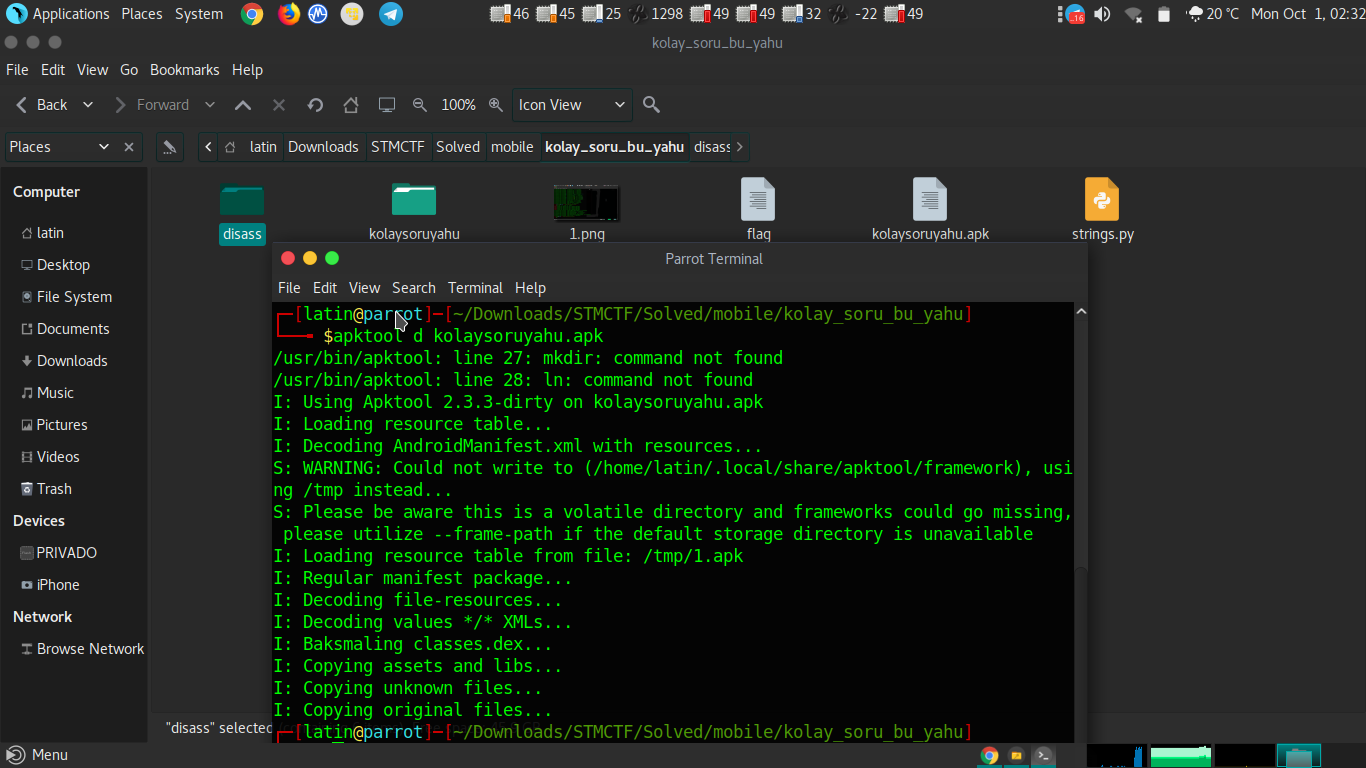 Applications Places System 46 45 25 1298 49 49 32 -22 49 16 20 °C Mon Oct 1, 02:32
kolay_soru_bu_yahu
File Edit View Go Bookmarks Help
Back Forward 100% Icon View
Places latin Downloads STMCTF Solved mobile kolay_soru_bu_yahu disass
Computer
latin
Desktop
File System
Documents
Downloads
Music
Pictures
Videos
Trash
Devices
PRIVADO
iPhone
Network
Browse Network
disass kolaysoruyahu 1.png flag kolaysoruyahu.apk strings.py
Parrot Terminal
File Edit View Search Terminal Help
[latin@parrot]─[~/Downloads/STMCTF/Solved/mobile/kolay_soru_bu_yahu]
$apktool d kolaysoruyahu.apk
/usr/bin/apktool: line 27: mkdir: command not found
/usr/bin/apktool: line 28: ln: command not found
I: Using Apktool 2.3.3-dirty on kolaysoruyahu.apk
I: Loading resource table...
I: Decoding AndroidManifest.xml with resources...
S: WARNING: Could not write to (/home/latin/.local/share/apktool/framework), usi
ng /tmp instead...
S: Please be aware this is a volatile directory and frameworks could go missing,
please utilize --frame-path if the default storage directory is unavailable
I: Loading resource table from file: /tmp/1.apk
I: Regular manifest package...
I: Decoding file-resources...
I: Decoding values */* XMLs...
I: Baksmaling classes.dex...
I: Copying assets and libs...
I: Copying unknown files...
I: Copying original files...
[latin@parrot]─[~/Downloads/STMCTF/Solved/mobile/kolay_soru_bu_yahu]
"disass" selected
Menu